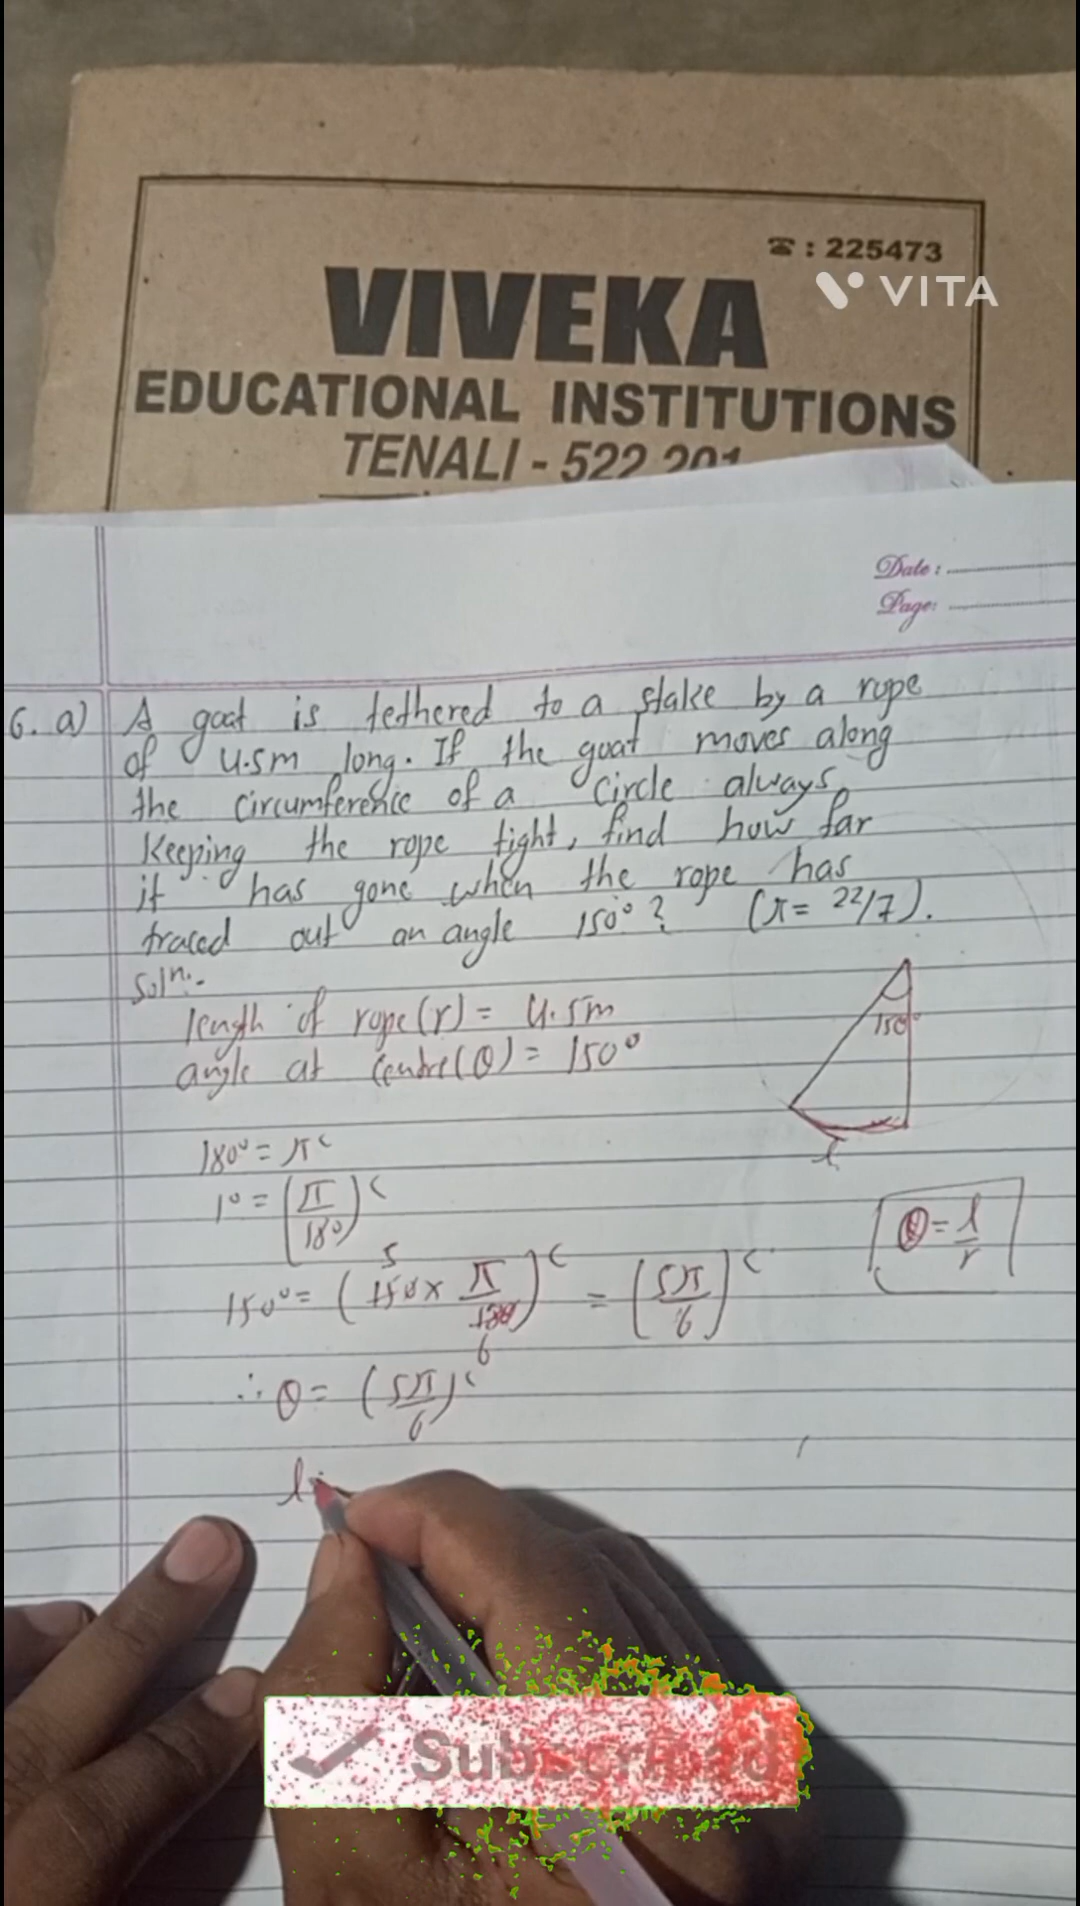 ☎ : 225473
VITA
VIVEKA
EDUCATIONAL INSTITUTIONS
TENALI - 522 201
Date :
Page:
6. a) A goat is tethered to a stake by a rope
of 4.5m long. If the goat moves along
the circumference of a circle always
keeping the rope tight, find how far
it has gone when the rope has
traced out an angle 150° ? (π = 22/7).
Solⁿ:-
length of rope(r) = 4.5m
angle at centre(θ) = 150°
150°
l
180° = πᶜ
1° = (π/180)ᶜ
θ = l/r
150° = (150 × π/180)ᶜ = (5π/6)ᶜ
5
6
∴ θ = (5π/6)ᶜ
l
Subscribed